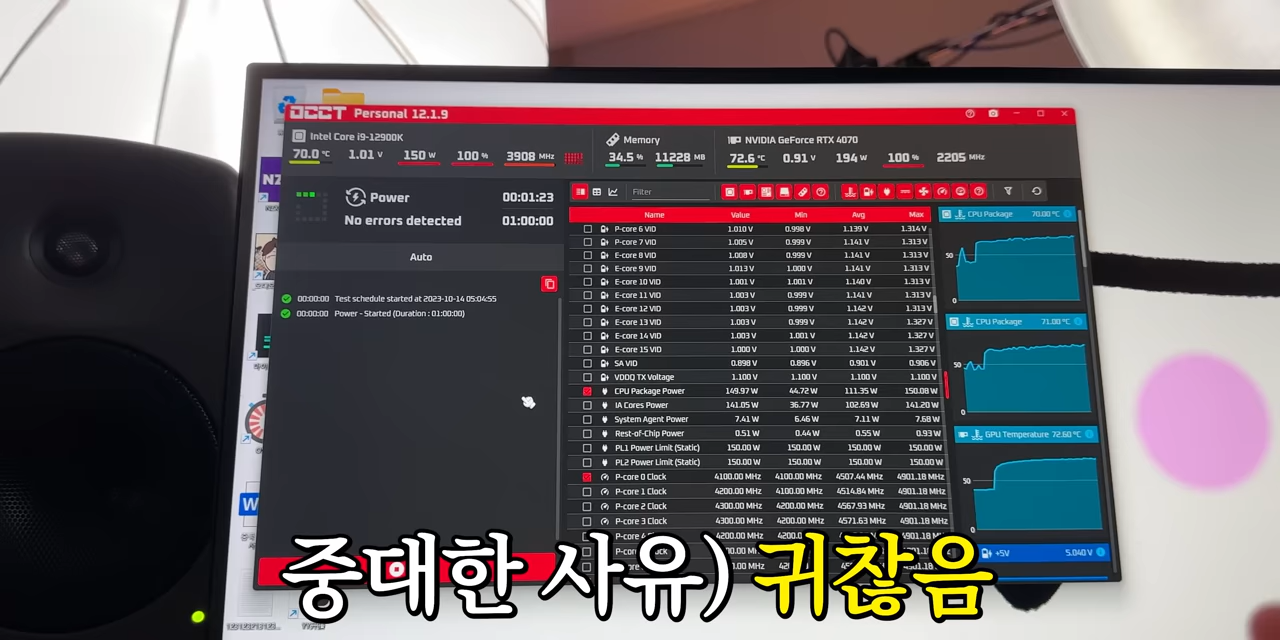 OCCT Personal 12.1.9
Intel Core i9-12900K
70.0 °C 1.01 V 150 W 100 % 3908 MHz
Memory
34.5 % 11228 MB
NVIDIA GeForce RTX 4070
72.6 °C 0.91 V 194 W 100 % 2205 MHz
NZ
Power 00:01:23
No errors detected 01:00:00
Auto
00:00:00 Test schedule started at 2023-10-14 05:04:55
00:00:00 Power - Started (Duration : 01:00:00)
Filter
Name Value Min Avg Max
P-core 6 VID 1.010 V 0.998 V 1.139 V 1.314 V
P-core 7 VID 1.005 V 0.999 V 1.141 V 1.313 V
E-core 8 VID 1.008 V 0.999 V 1.141 V 1.313 V
E-core 9 VID 1.013 V 1.000 V 1.141 V 1.313 V
E-core 10 VID 1.001 V 1.001 V 1.140 V 1.313 V
E-core 11 VID 1.003 V 0.999 V 1.141 V 1.313 V
E-core 12 VID 1.003 V 0.999 V 1.141 V 1.313 V
E-core 13 VID 1.003 V 0.999 V 1.142 V 1.327 V
E-core 14 VID 1.003 V 1.001 V 1.142 V 1.327 V
E-core 15 VID 1.000 V 1.000 V 1.142 V 1.327 V
SA VID 0.898 V 0.896 V 0.901 V 0.906 V
VDDQ TX Voltage 1.100 V 1.100 V 1.100 V 1.100 V
CPU Package Power 149.97 W 44.72 W 111.35 W 150.08 W
IA Cores Power 141.05 W 36.77 W 102.69 W 141.20 W
System Agent Power 7.41 W 6.46 W 7.11 W 7.68 W
Rest-of-Chip Power 0.51 W 0.44 W 0.55 W 0.93 W
PL1 Power Limit (Static) 150.00 W 150.00 W 150.00 W 150.00 W
PL2 Power Limit (Static) 150.00 W 150.00 W 150.00 W 150.00 W
P-core 0 Clock 4100.00 MHz 4100.00 MHz 4507.44 MHz 4901.18 MHz
P-core 1 Clock 4200.00 MHz 4100.00 MHz 4514.84 MHz 4901.18 MHz
P-core 2 Clock 4300.00 MHz 4200.00 MHz 4567.93 MHz 4901.18 MHz
P-core 3 Clock 4300.00 MHz 4200.00 MHz 4571.63 MHz 4901.18 MHz
CPU Package 70.00 °C
50
0
CPU Package 71.00 °C
50
0
GPU Temperature 72.60 °C
50
0
+5V 5.040 V
W
중대한 사유) 귀찮음